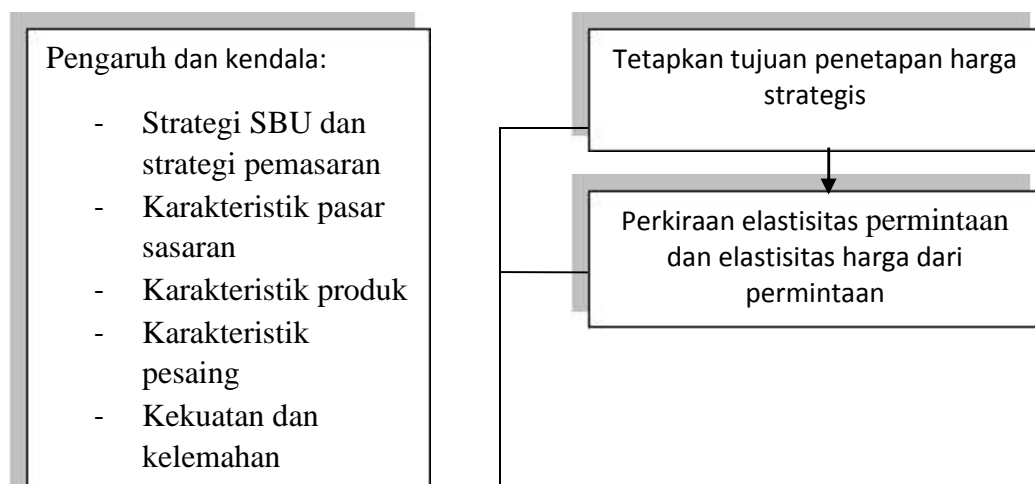 Pengaruh dan kendala:
- Strategi SBU dan
strategi pemasaran
- Karakteristik pasar
sasaran
- Karakteristik produk
- Karakteristik
pesaing
- Kekuatan dan
kelemahan
Tetapkan tujuan penetapan harga
strategis
Perkiraan elastisitas permintaan
dan elastisitas harga dari
permintaan